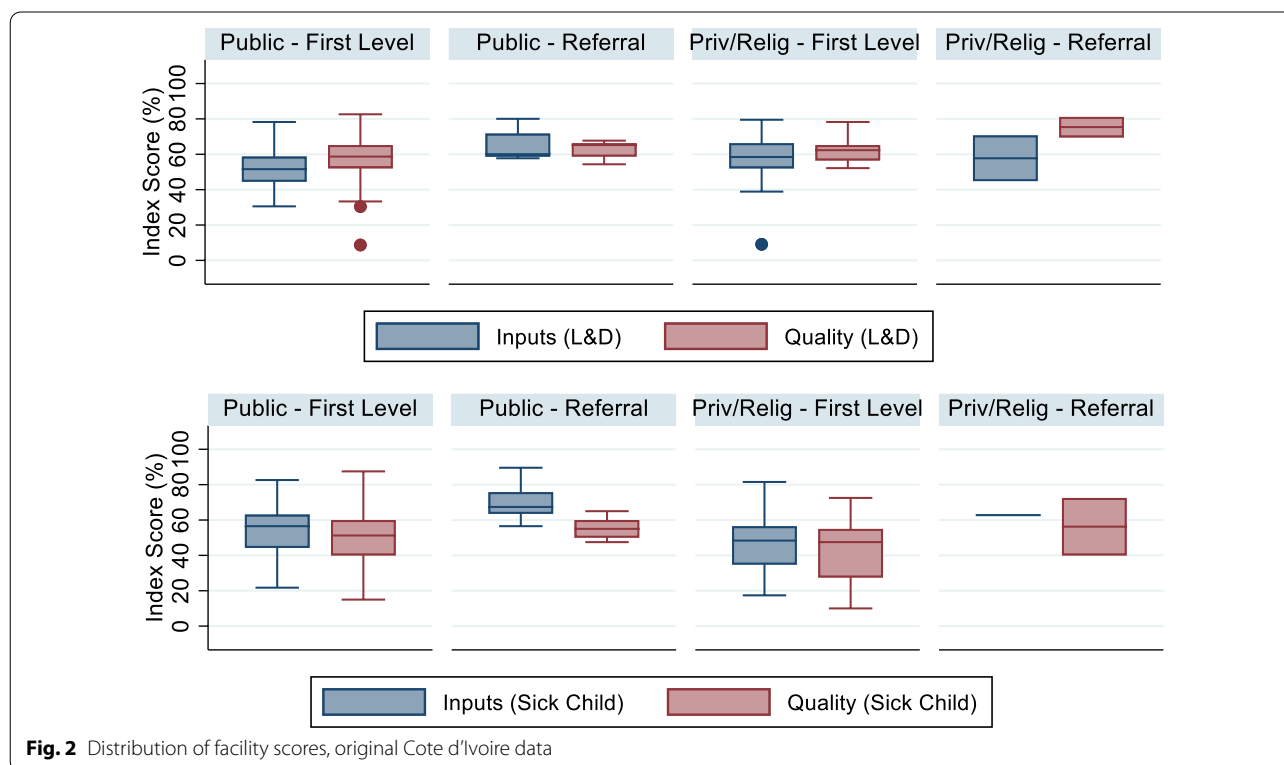 Public - First Level
Public - Referral
Priv/Relig - First Level
Priv/Relig - Referral
Index Score (%)
100
80
60
40
20
0
Inputs (L&D)
Quality (L&D)
Public - First Level
Public - Referral
Priv/Relig - First Level
Priv/Relig - Referral
Index Score (%)
100
80
60
40
20
0
Inputs (Sick Child)
Quality (Sick Child)
Fig. 2 Distribution of facility scores, original Cote d’Ivoire data